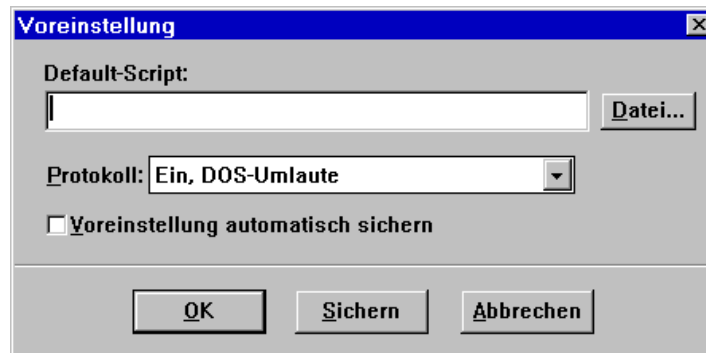 Voreinstellung
Default-Script:
Datei...
Protokoll: Ein, DOS-Umlaute
Voreinstellung automatisch sichern
OK Sichern Abbrechen